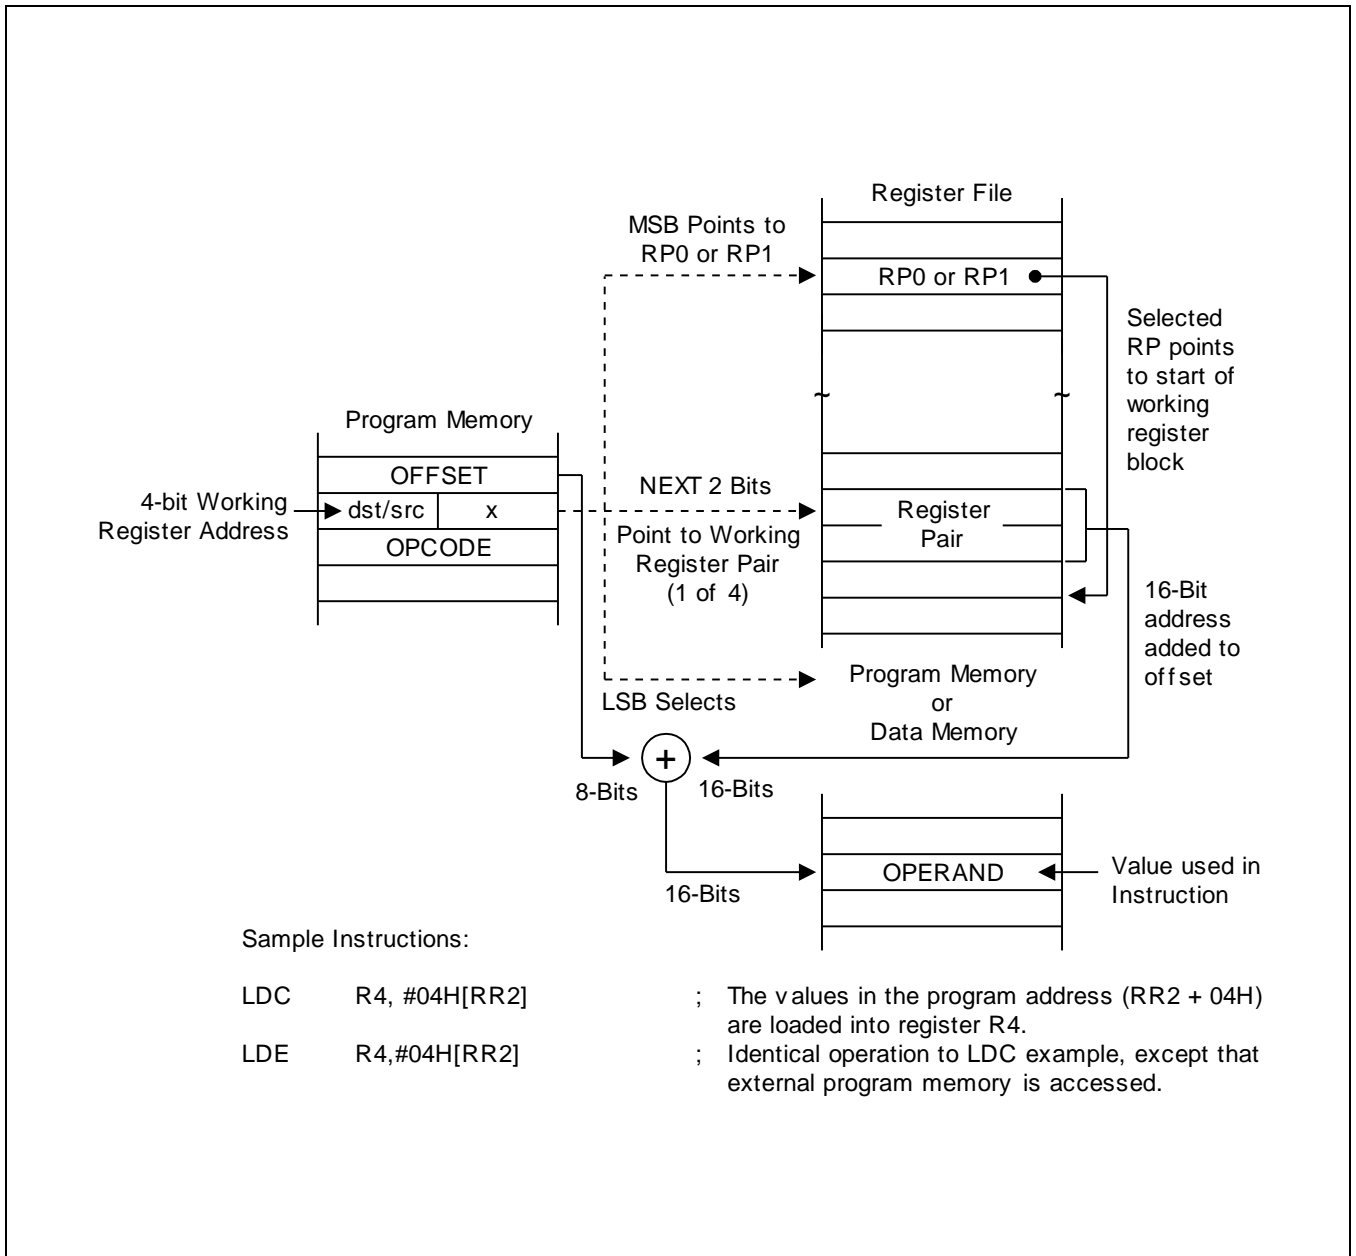 Register File
MSB Points to
RP0 or RP1
RP0 or RP1
Selected
RP points
to start of
working
register
block
Program Memory
OFFSET
4-bit Working
Register Address
dst/src
x
OPCODE
NEXT 2 Bits
Point to Working
Register Pair
(1 of 4)
Register
Pair
16-Bit
address
added to
offset
LSB Selects
Program Memory
or
Data Memory
+
8-Bits
16-Bits
16-Bits
OPERAND
Value used in
Instruction
Sample Instructions:
LDC R4, #04H[RR2] ; The values in the program address (RR2 + 04H)
are loaded into register R4.
LDE R4,#04H[RR2] ; Identical operation to LDC example, except that
external program memory is accessed.